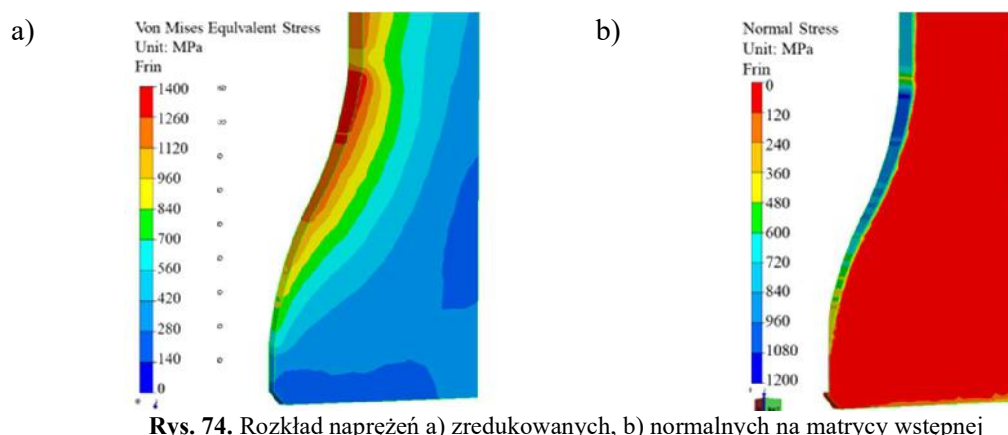 a)
Von Mises Equlvalent Stress
Unit: MPa
Frin
1400
1260
1120
960
840
700
560
420
280
140
0
b)
Normal Stress
Unit: MPa
Frin
0
120
240
360
480
600
720
840
960
1080
1200
Rys. 74. Rozkład naprężeń a) zredukowanych, b) normalnych na matrycy wstępnej